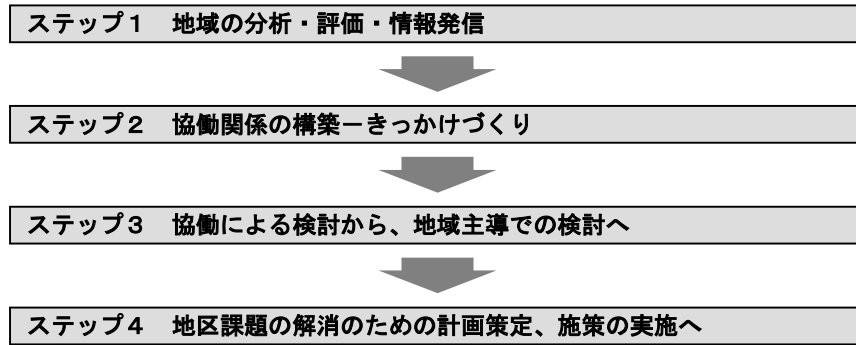 ステップ１　地域の分析・評価・情報発信
ステップ２　協働関係の構築－きっかけづくり
ステップ３　協働による検討から、地域主導での検討へ
ステップ４　地区課題の解消のための計画策定、施策の実施へ